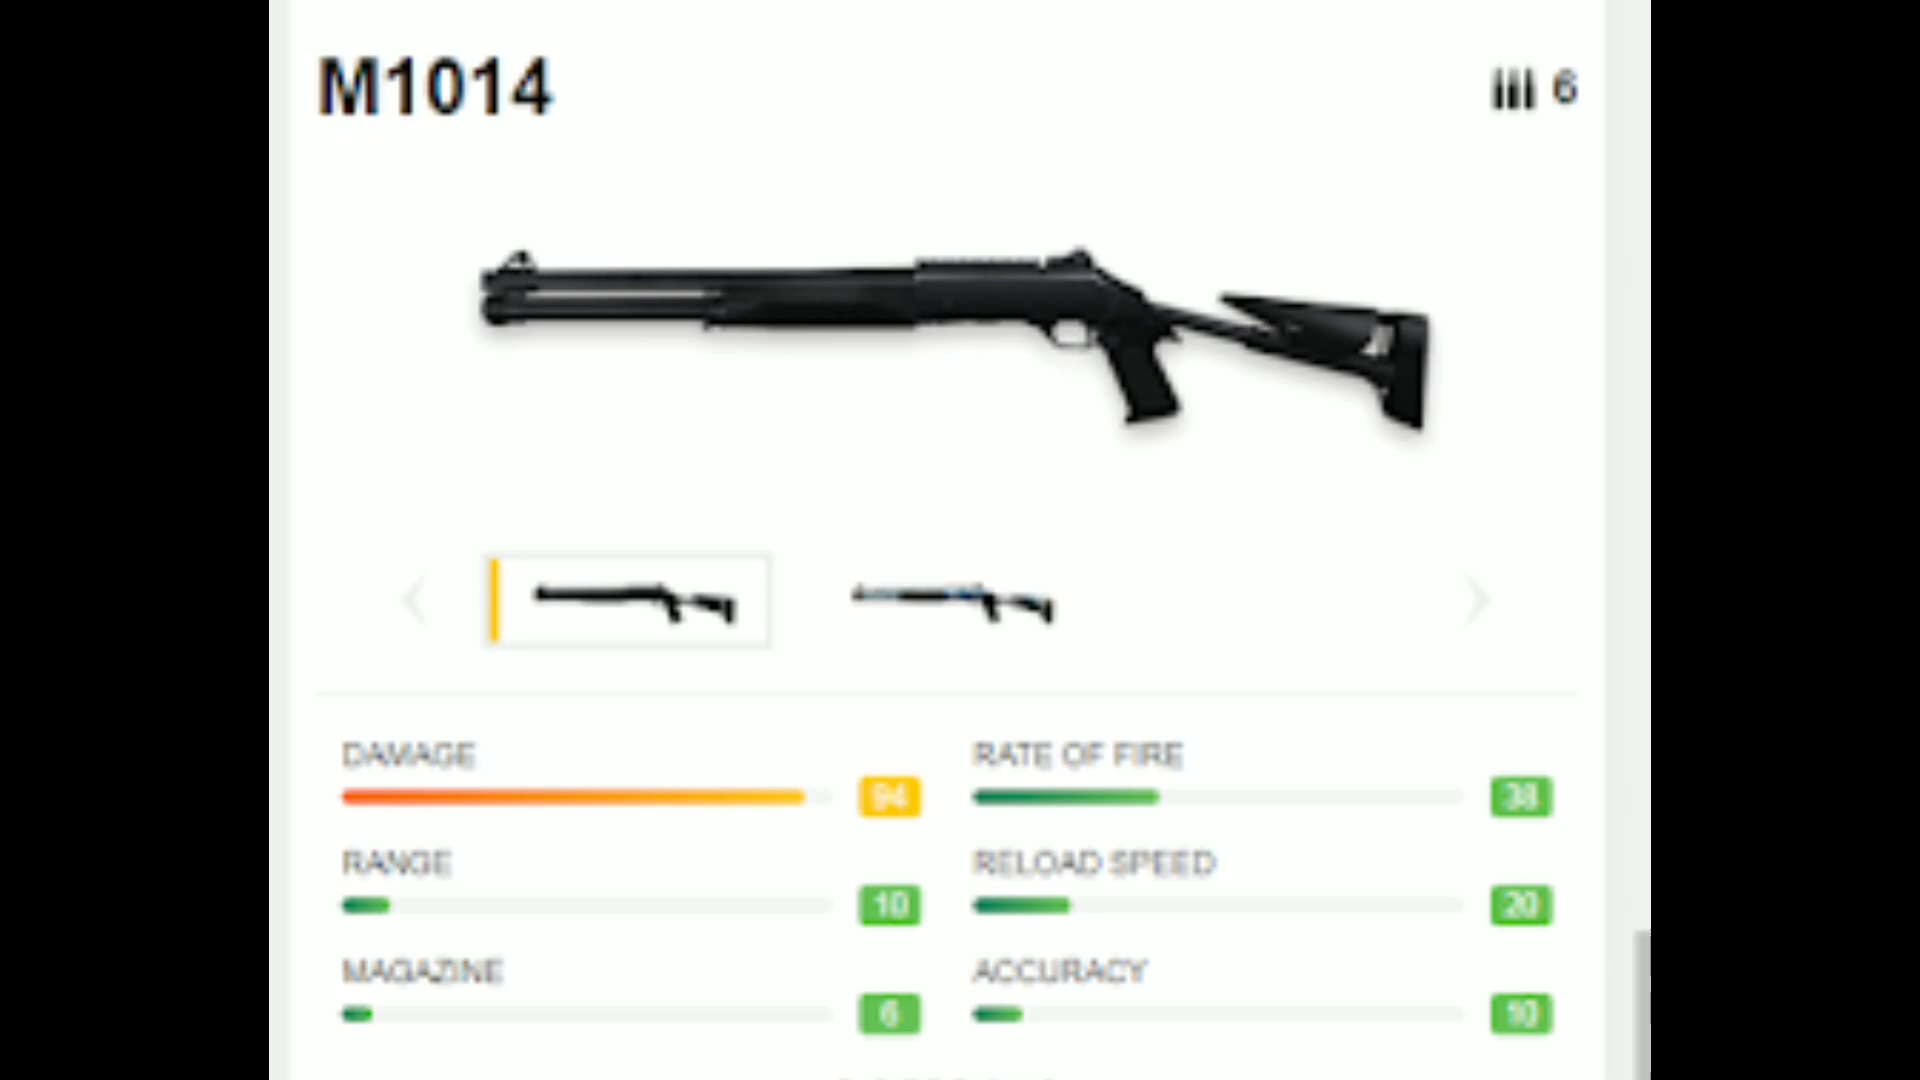 M1014
6
DAMAGE
94
RATE OF FIRE
38
RANGE
10
RELOAD SPEED
20
MAGAZINE
6
ACCURACY
10